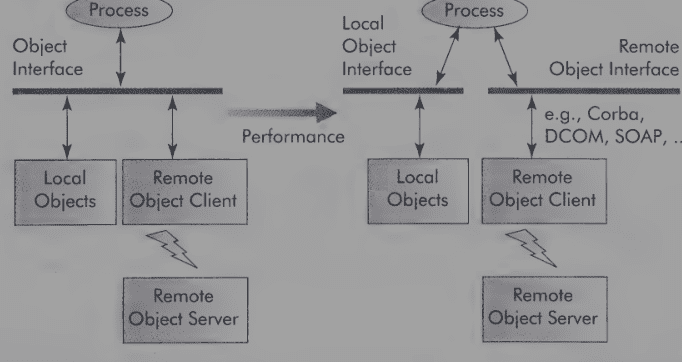 Process
Object
Interface
Local
Objects
Remote
Object Client
Remote
Object Server
Performance
Process
Local
Object
Interface
Remote
Object Interface
e.g., Corba,
DCOM, SOAP, ..
Local
Objects
Remote
Object Client
Remote
Object Server